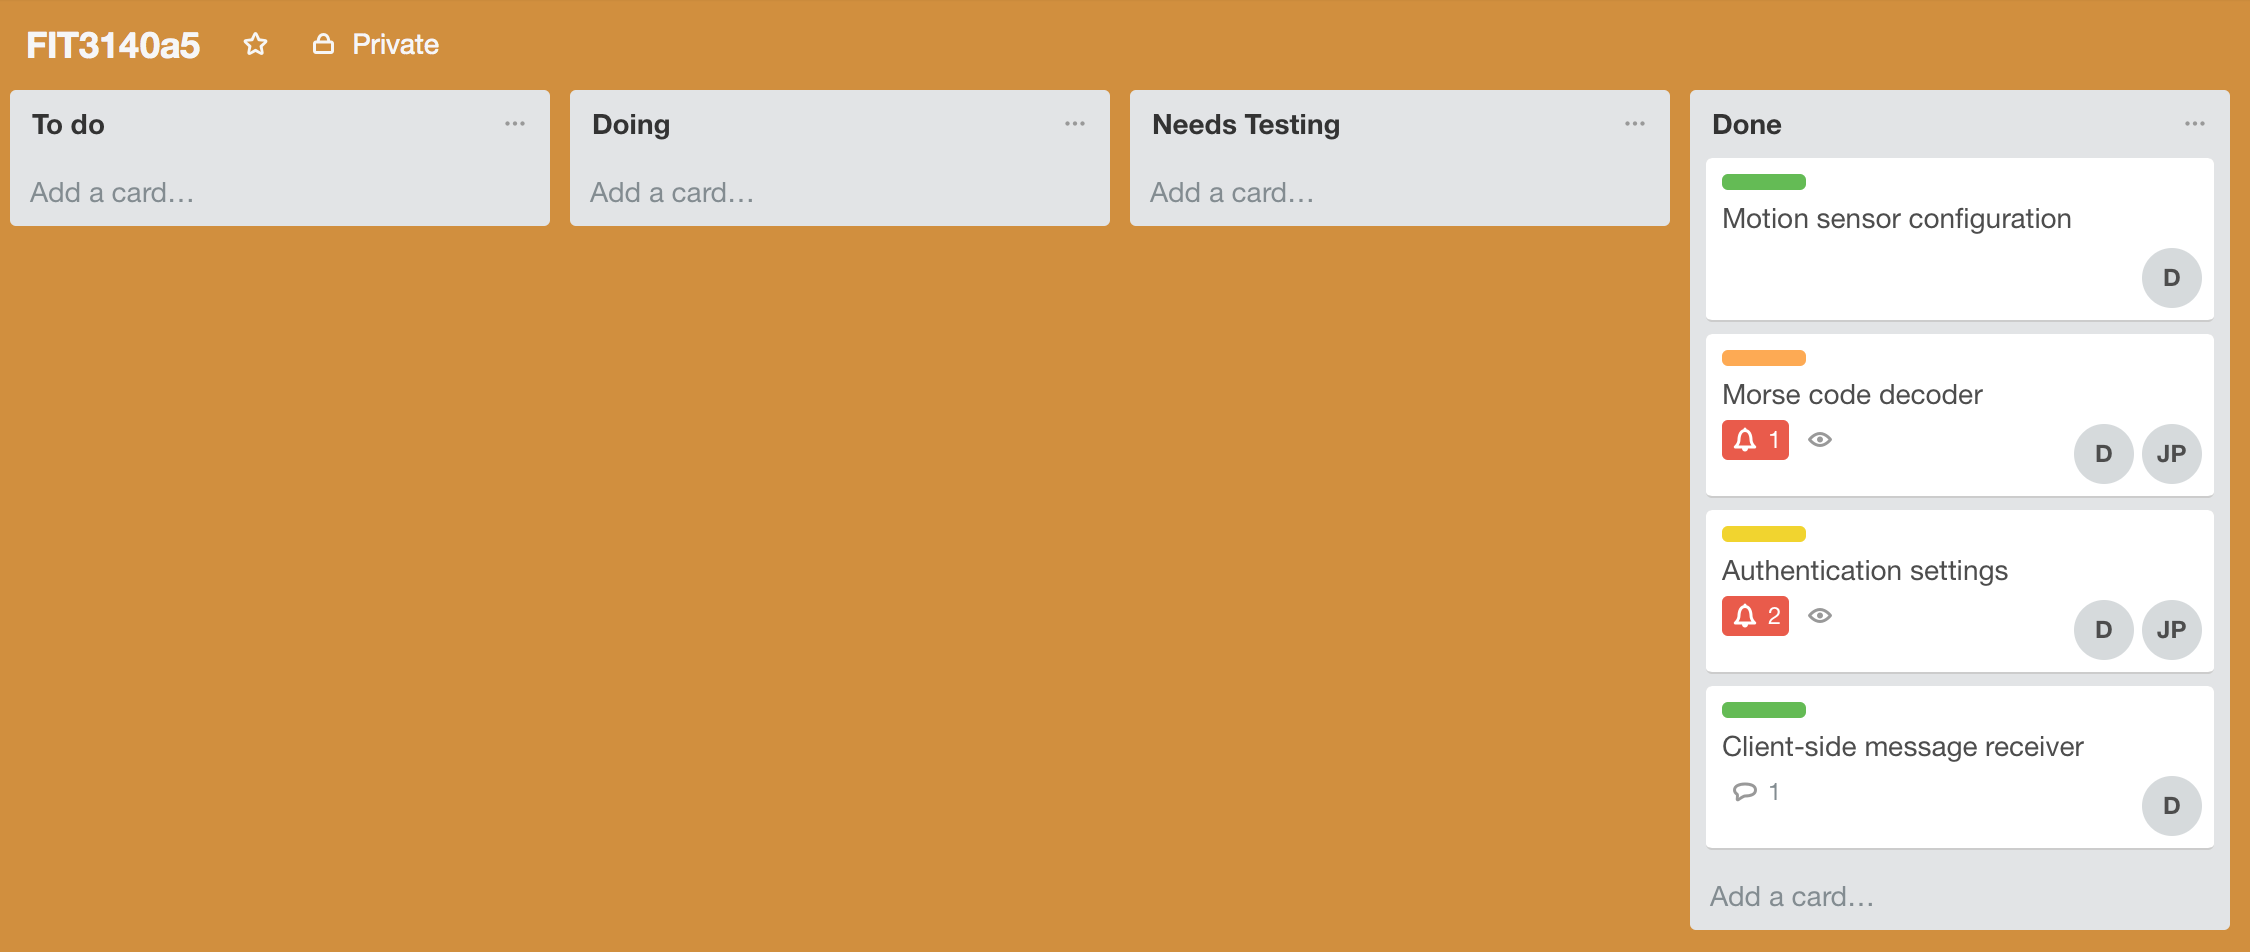 FIT3140a5 Private
To do
Add a card…
Doing
Add a card…
Needs Testing
Add a card…
Done
Motion sensor configuration
D
Morse code decoder
1
D JP
Authentication settings
2
D JP
Client-side message receiver
1
D
Add a card…